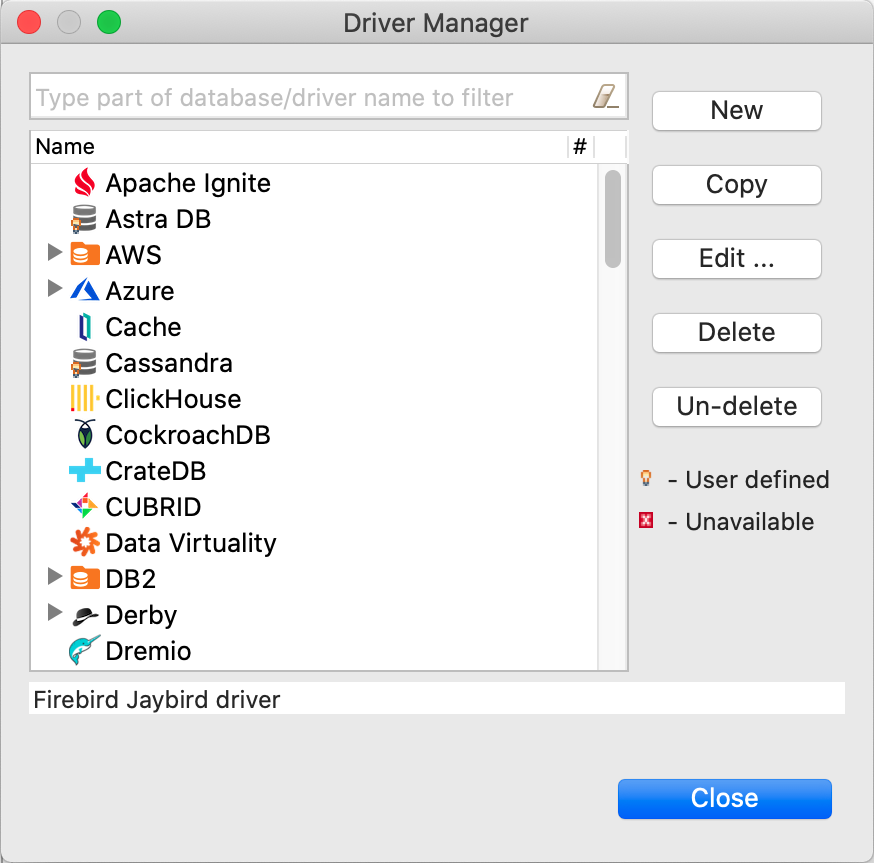 Driver Manager
Type part of database/driver name to filter
New
Name #
Apache Ignite
Copy
Astra DB
AWS
Edit ...
Azure
Cache
Delete
Cassandra
ClickHouse
Un-delete
CockroachDB
CrateDB
- User defined
CUBRID
- Unavailable
Data Virtuality
DB2
Derby
Dremio
Firebird Jaybird driver
Close